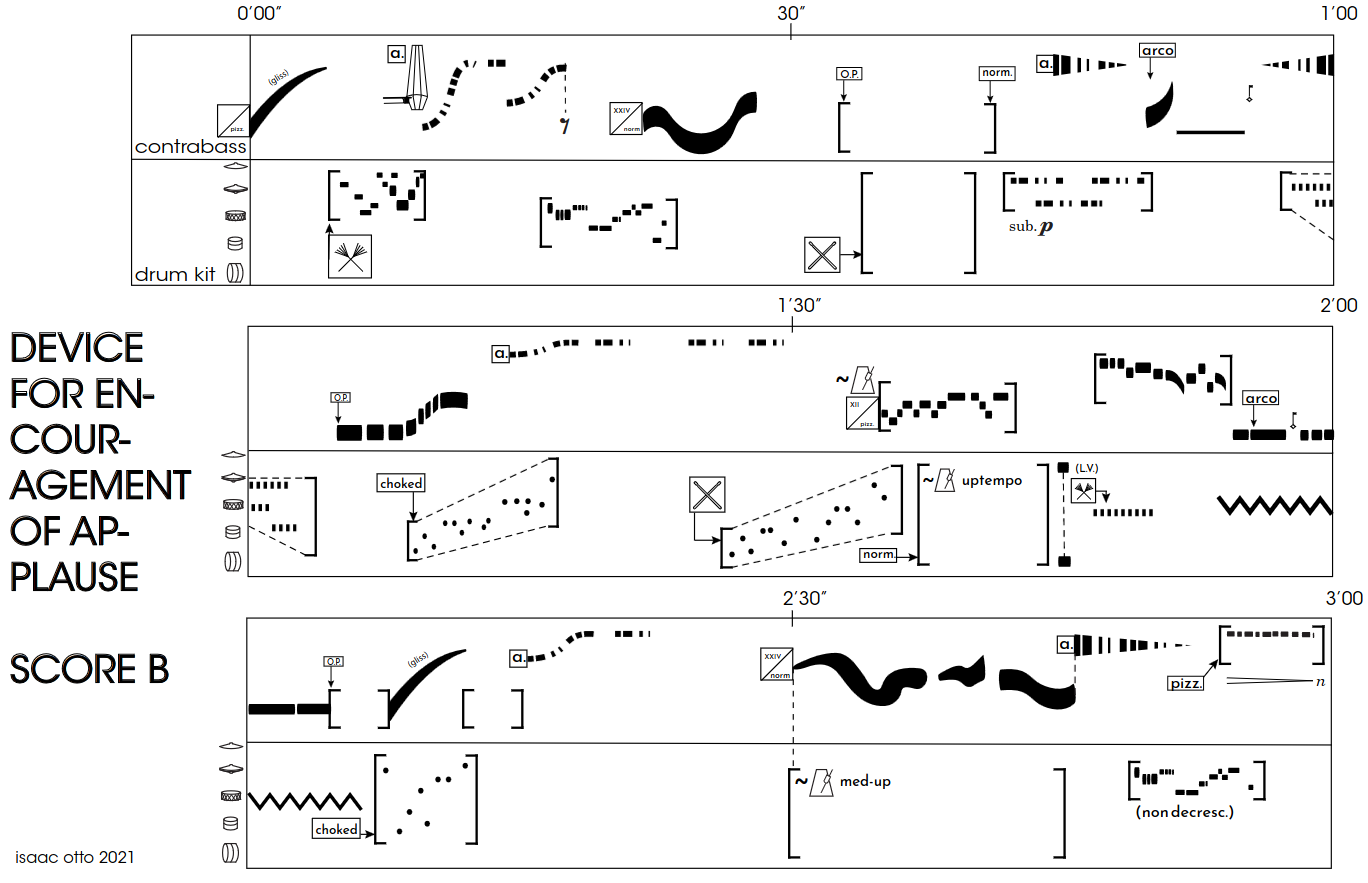 0’00” 30” 1’00
(gliss) a. O.P. norm. a. arco
pizz. XXIV norm
contrabass
sub. p
drum kit
1’30” 2’00
DEVICE
FOR EN-
COUR-
AGEMENT
OF AP-
PLAUSE
a.
O.P. ~ XII pizz. arco
choked ~ uptempo (L.V.)
norm.
2’30” 3’00
SCORE B
O.P. (gliss) a. XXIV norm a.
pizz. n
choked ~ med-up
(non decresc.)
isaac otto 2021